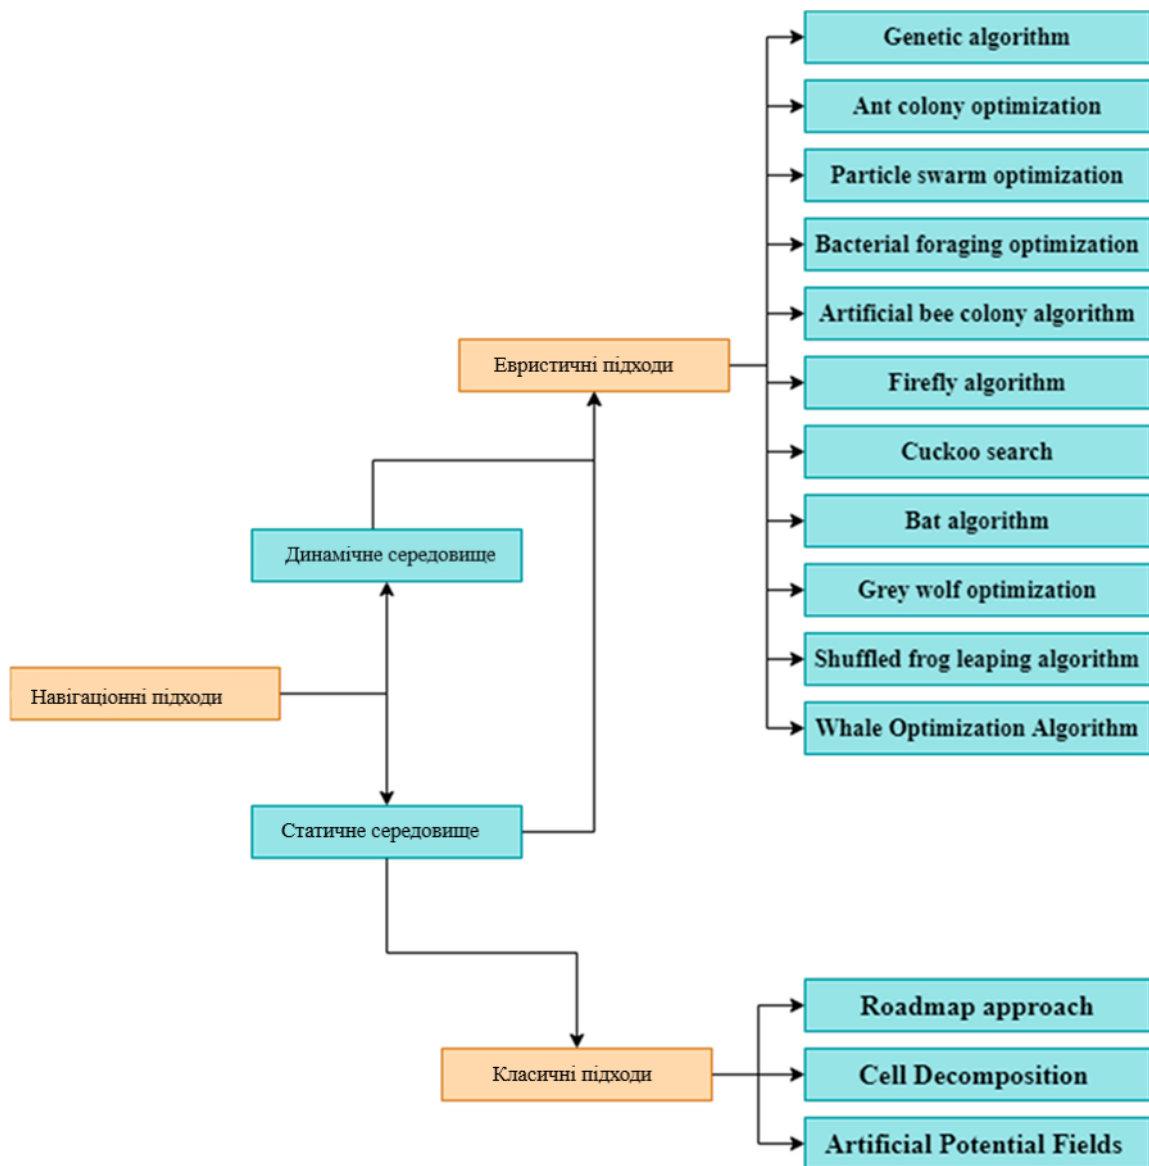 Genetic algorithm
Ant colony optimization
Particle swarm optimization
Bacterial foraging optimization
Artificial bee colony algorithm
Евристичні підходи
Firefly algorithm
Cuckoo search
Bat algorithm
Динамічне середовище
Grey wolf optimization
Shuffled frog leaping algorithm
Навігаціонні підходи
Whale Optimization Algorithm
Статичне середовище
Roadmap approach
Класичні підходи
Cell Decomposition
Artificial Potential Fields